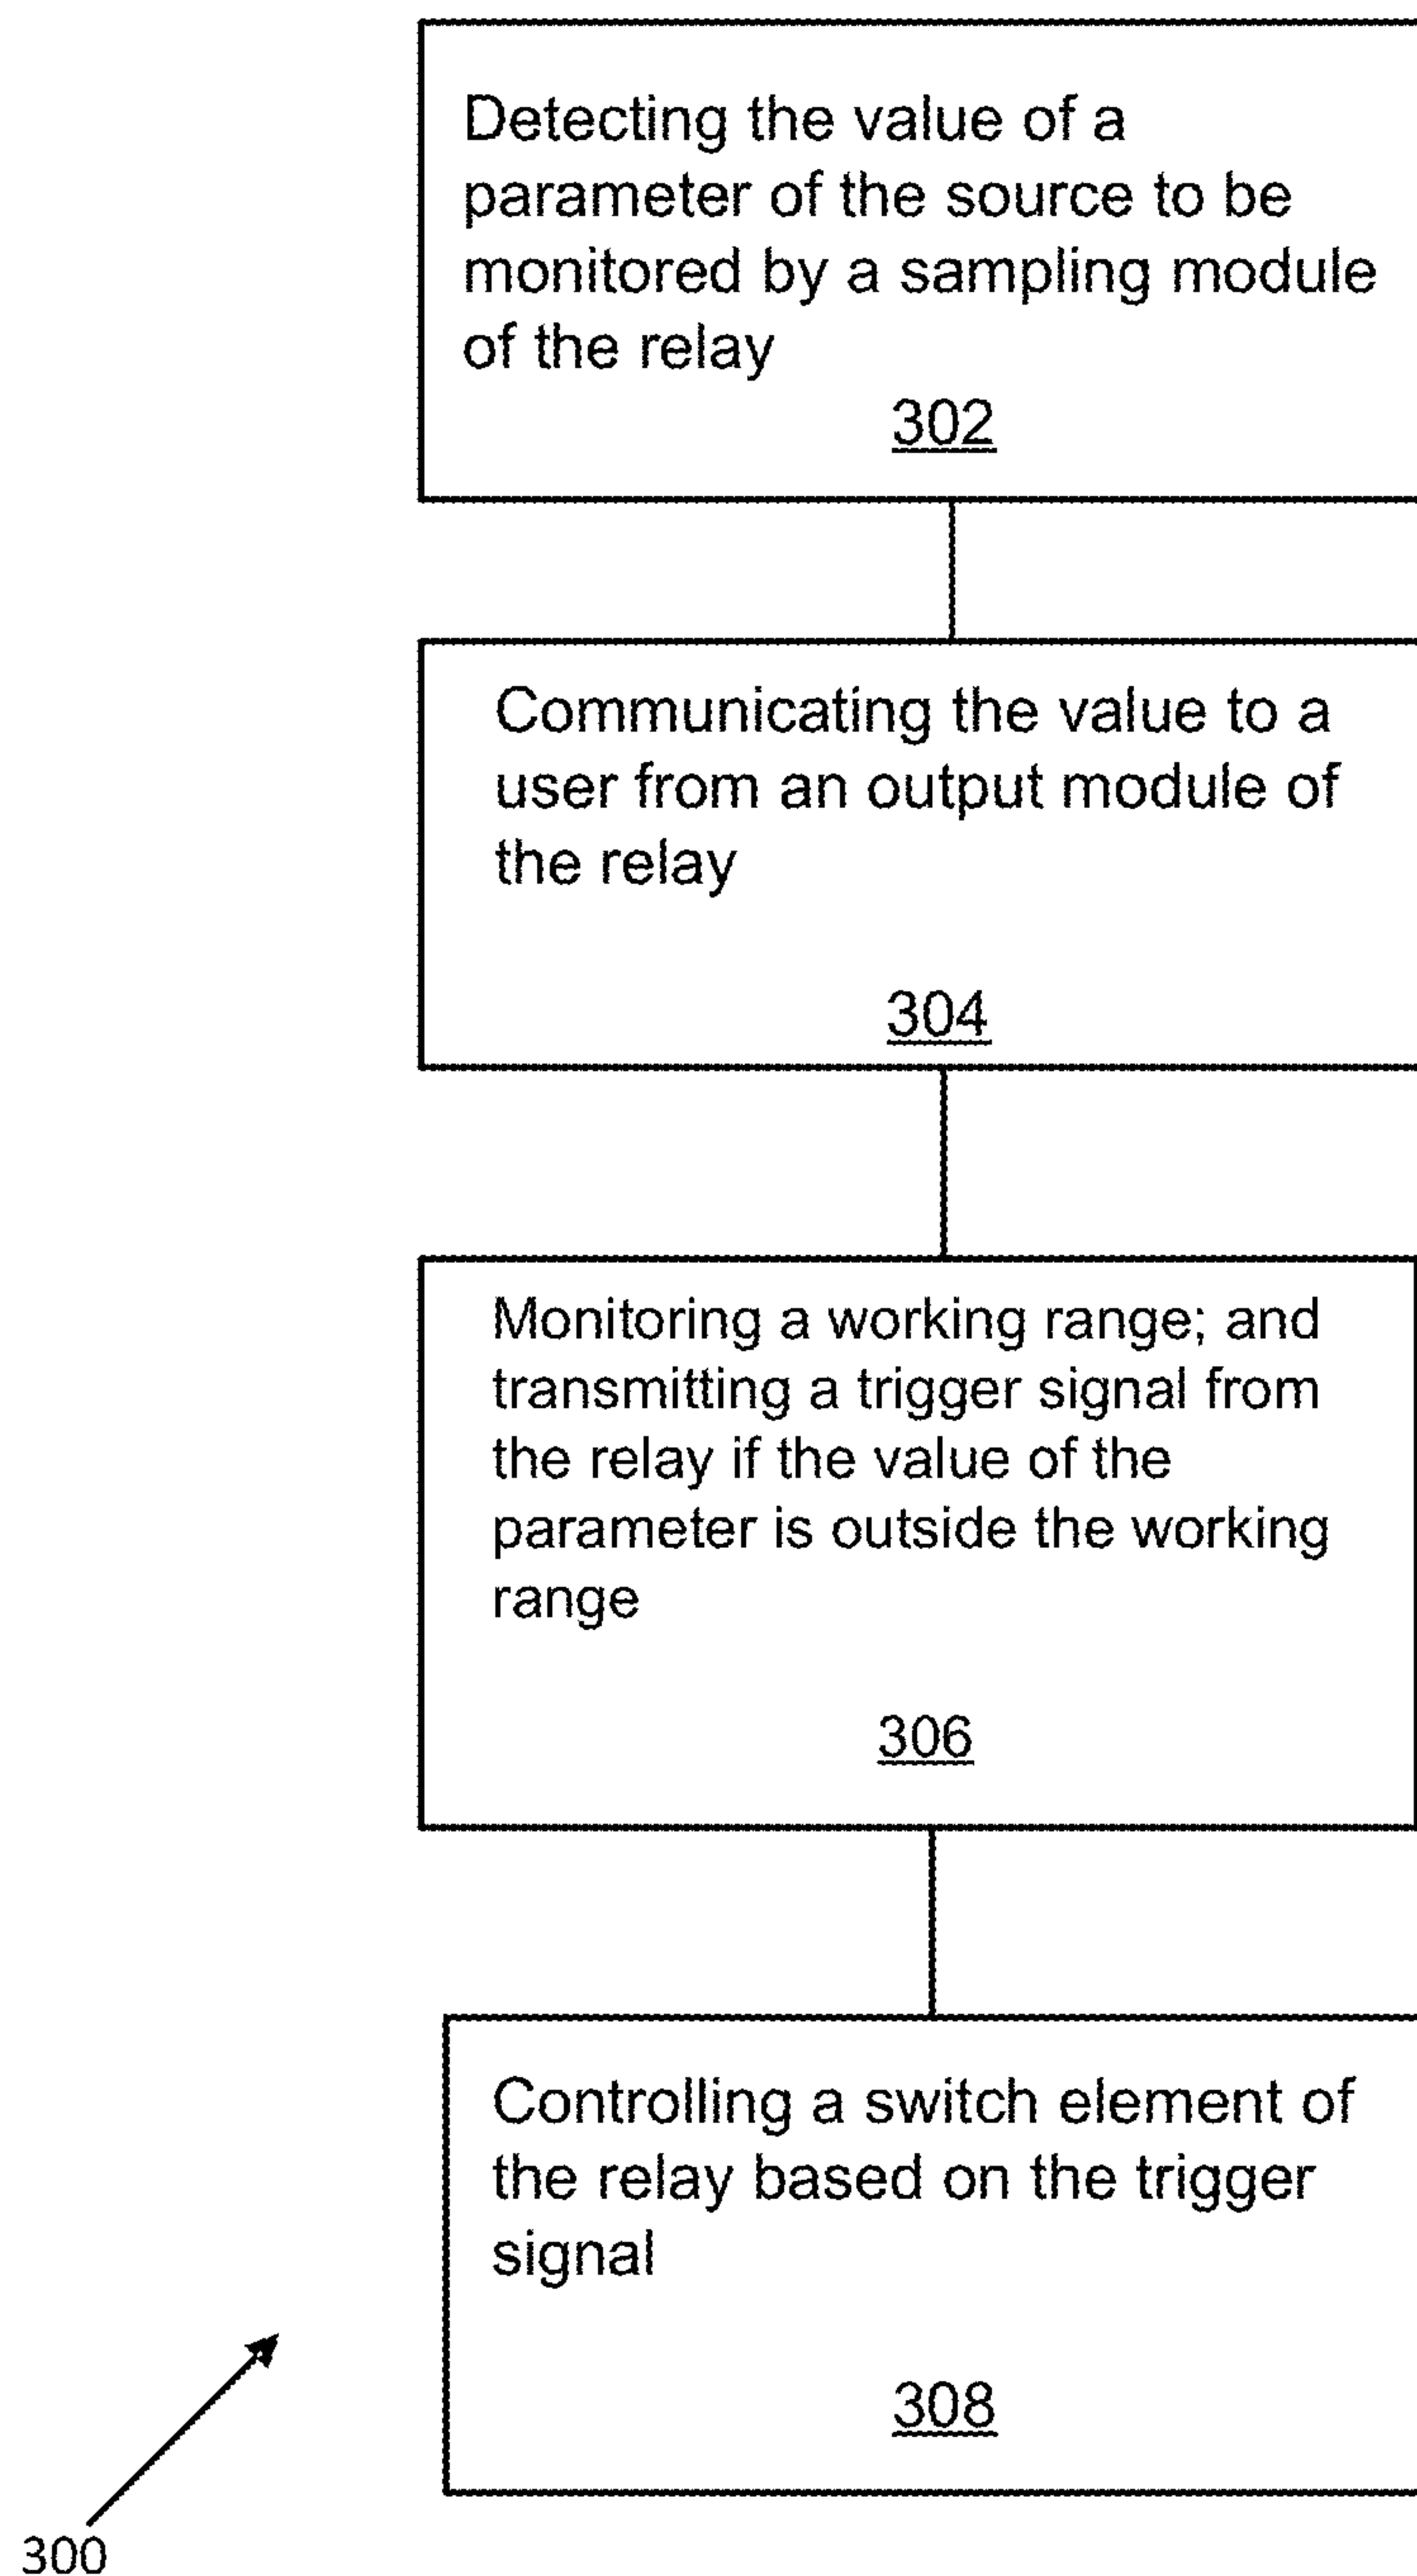 Detecting the value of a
parameter of the source to be
monitored by a sampling module
of the relay
302
Communicating the value to a
user from an output module of
the relay
304
Monitoring a working range; and
transmitting a trigger signal from
the relay if the value of the
parameter is outside the working
range
306
Controlling a switch element of
the relay based on the trigger
signal
308
300